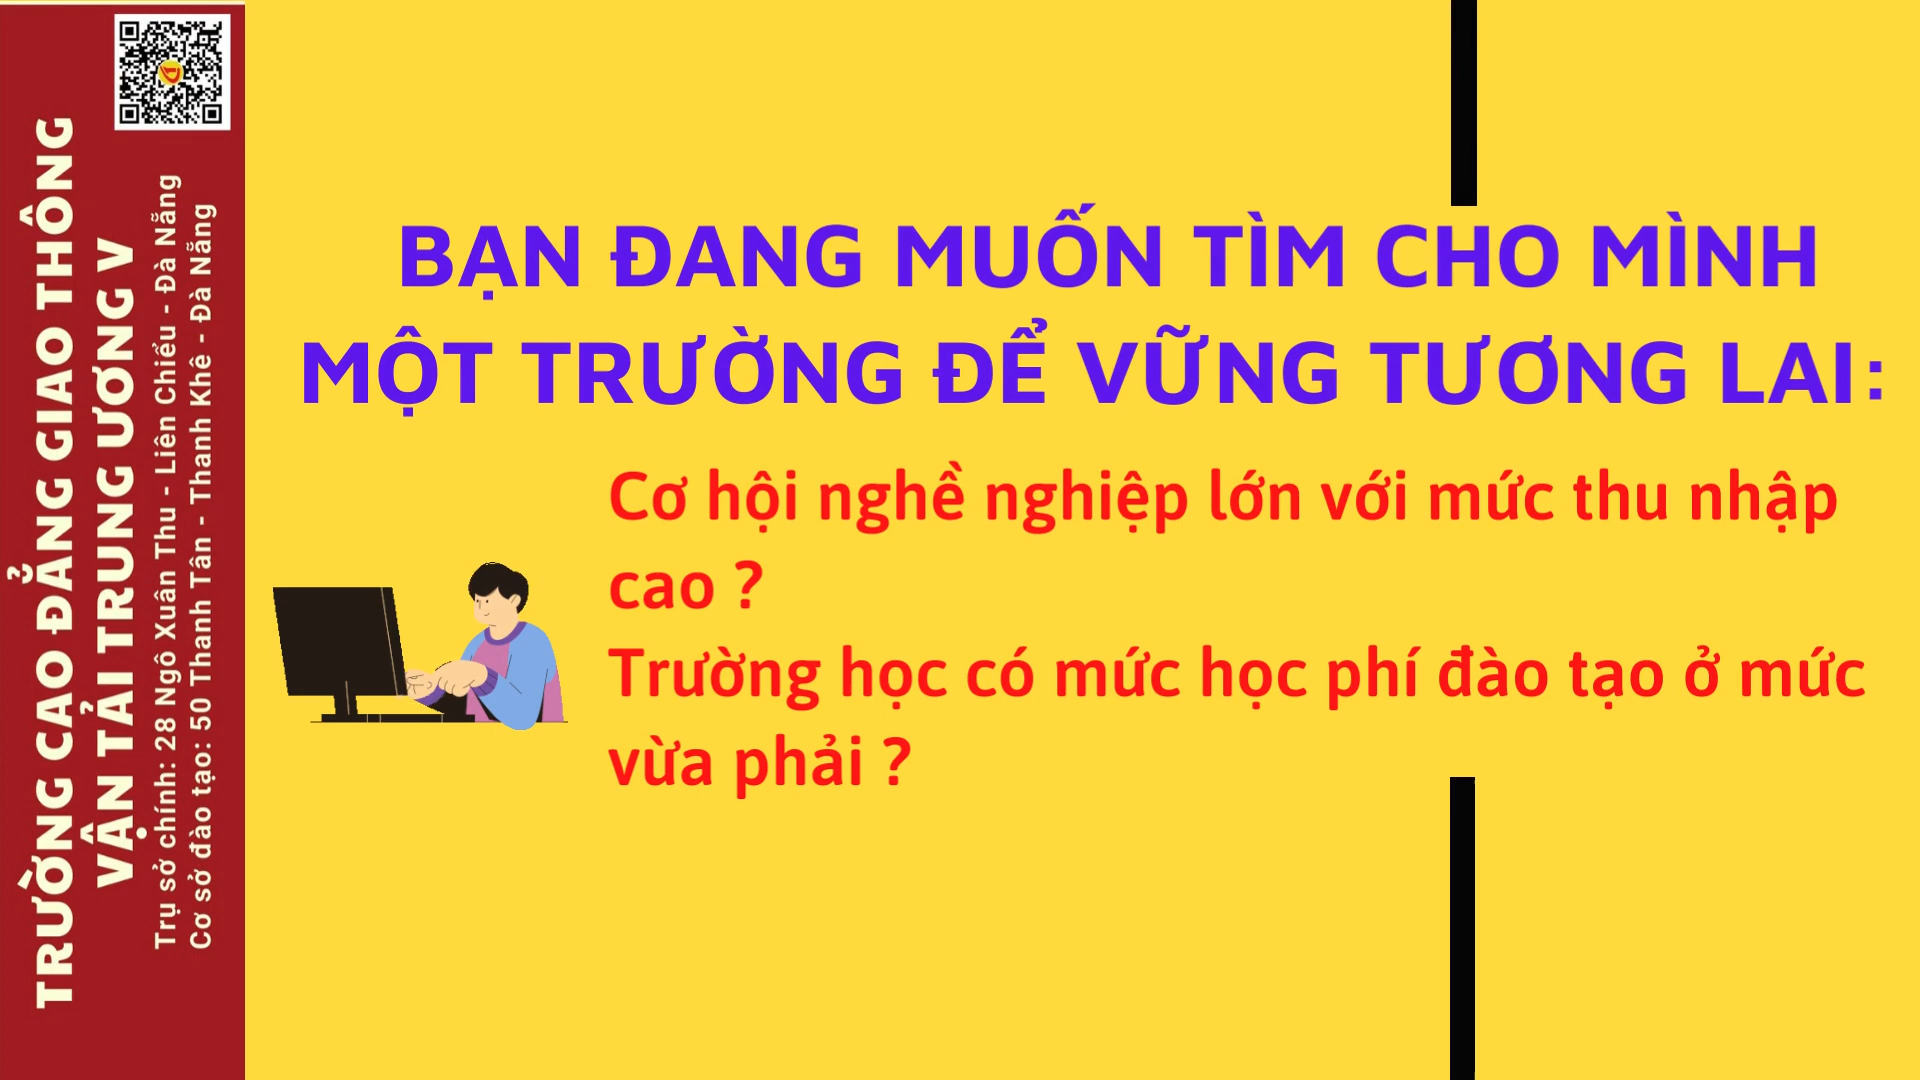 TRƯỜNG CAO ĐẲNG GIAO THÔNG
VẬN TẢI TRUNG ƯƠNG V
Trụ sở chính: 28 Ngô Xuân Thu - Liên Chiểu - Đà Nẵng
Cơ sở đào tạo: 50 Thanh Tân - Thanh Khê - Đà Nẵng
BẠN ĐANG MUỐN TÌM CHO MÌNH
MỘT TRƯỜNG ĐỂ VỮNG TƯƠNG LAI:
Cơ hội nghề nghiệp lớn với mức thu nhập
cao ?
Trường học có mức học phí đào tạo ở mức
vừa phải ?